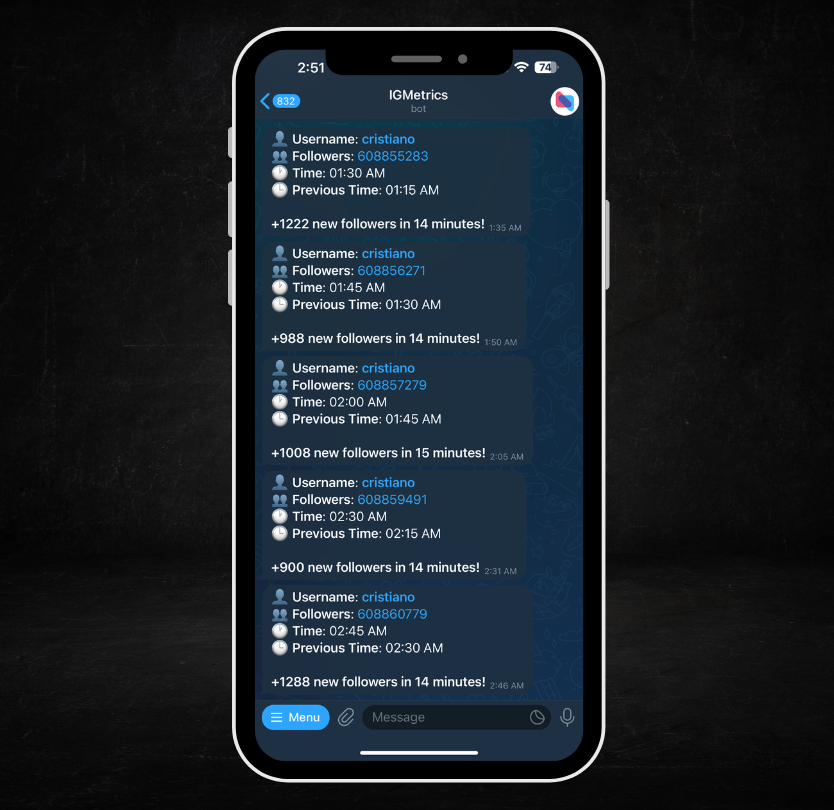 2:51
74
832
IGMetrics
bot
Username: cristiano
Followers: 608855283
Time: 01:30 AM
Previous Time: 01:15 AM
+1222 new followers in 14 minutes! 1:35 AM
Username: cristiano
Followers: 608856271
Time: 01:45 AM
Previous Time: 01:30 AM
+988 new followers in 14 minutes! 1:50 AM
Username: cristiano
Followers: 608857279
Time: 02:00 AM
Previous Time: 01:45 AM
+1008 new followers in 15 minutes! 2:05 AM
Username: cristiano
Followers: 608859491
Time: 02:30 AM
Previous Time: 02:15 AM
+900 new followers in 14 minutes! 2:31 AM
Username: cristiano
Followers: 608860779
Time: 02:45 AM
Previous Time: 02:30 AM
+1288 new followers in 14 minutes! 2:46 AM
Menu
Message